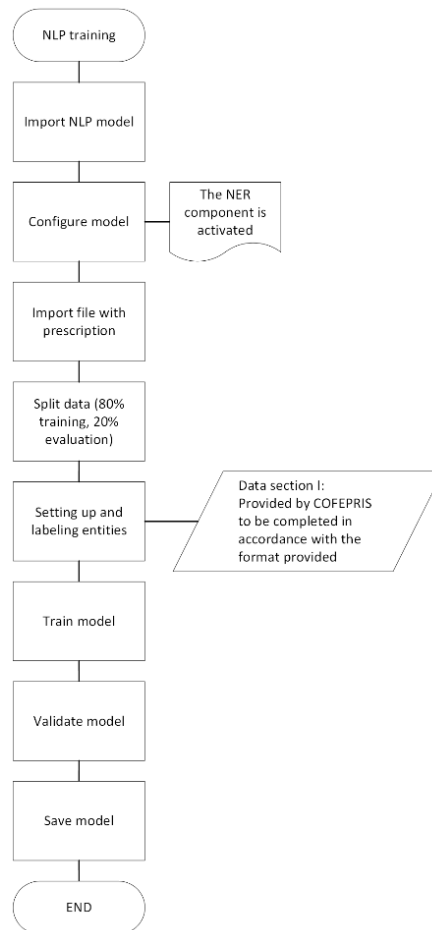 NLP training
Import NLP model
Configure model
The NER
component is
activated
Import file with
prescription
Split data (80%
training, 20%
evaluation)
Setting up and
labeling entities
Data section I:
Provided by COFEPRIS
to be completed in
accordance with the
format provided
Train model
Validate model
Save model
END